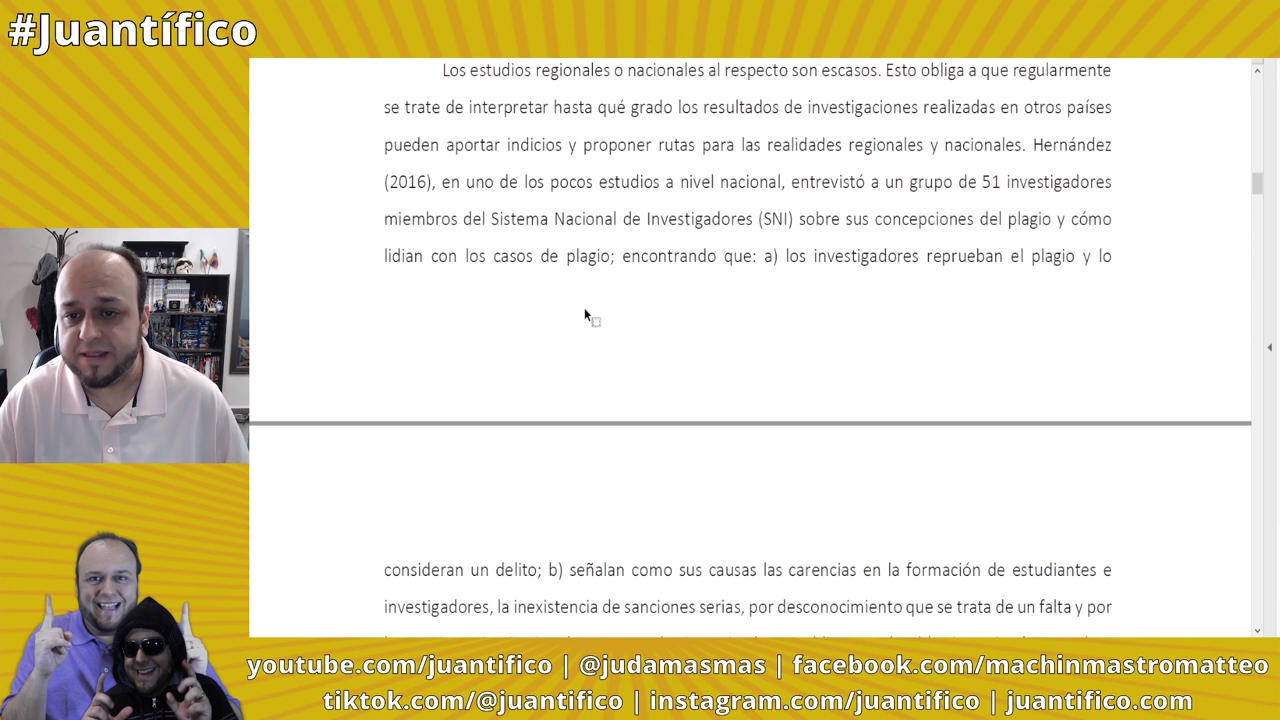 #Juantífico
Los estudios regionales o nacionales al respecto son escasos. Esto obliga a que regularmente
se trate de interpretar hasta qué grado los resultados de investigaciones realizadas en otros países
pueden aportar indicios y proponer rutas para las realidades regionales y nacionales. Hernández
(2016), en uno de los pocos estudios a nivel nacional, entrevistó a un grupo de 51 investigadores
miembros del Sistema Nacional de Investigadores (SNI) sobre sus concepciones del plagio y cómo
lidian con los casos de plagio; encontrando que: a) los investigadores reprueban el plagio y lo
consideran un delito; b) señalan como sus causas las carencias en la formación de estudiantes e
investigadores, la inexistencia de sanciones serias, por desconocimiento que se trata de un falta y por
youtube.com/juantifico | @judamasmas | facebook.com/machinmastromatteo
tiktok.com/@juantifico | instagram.com/juantifico | juantifico.com